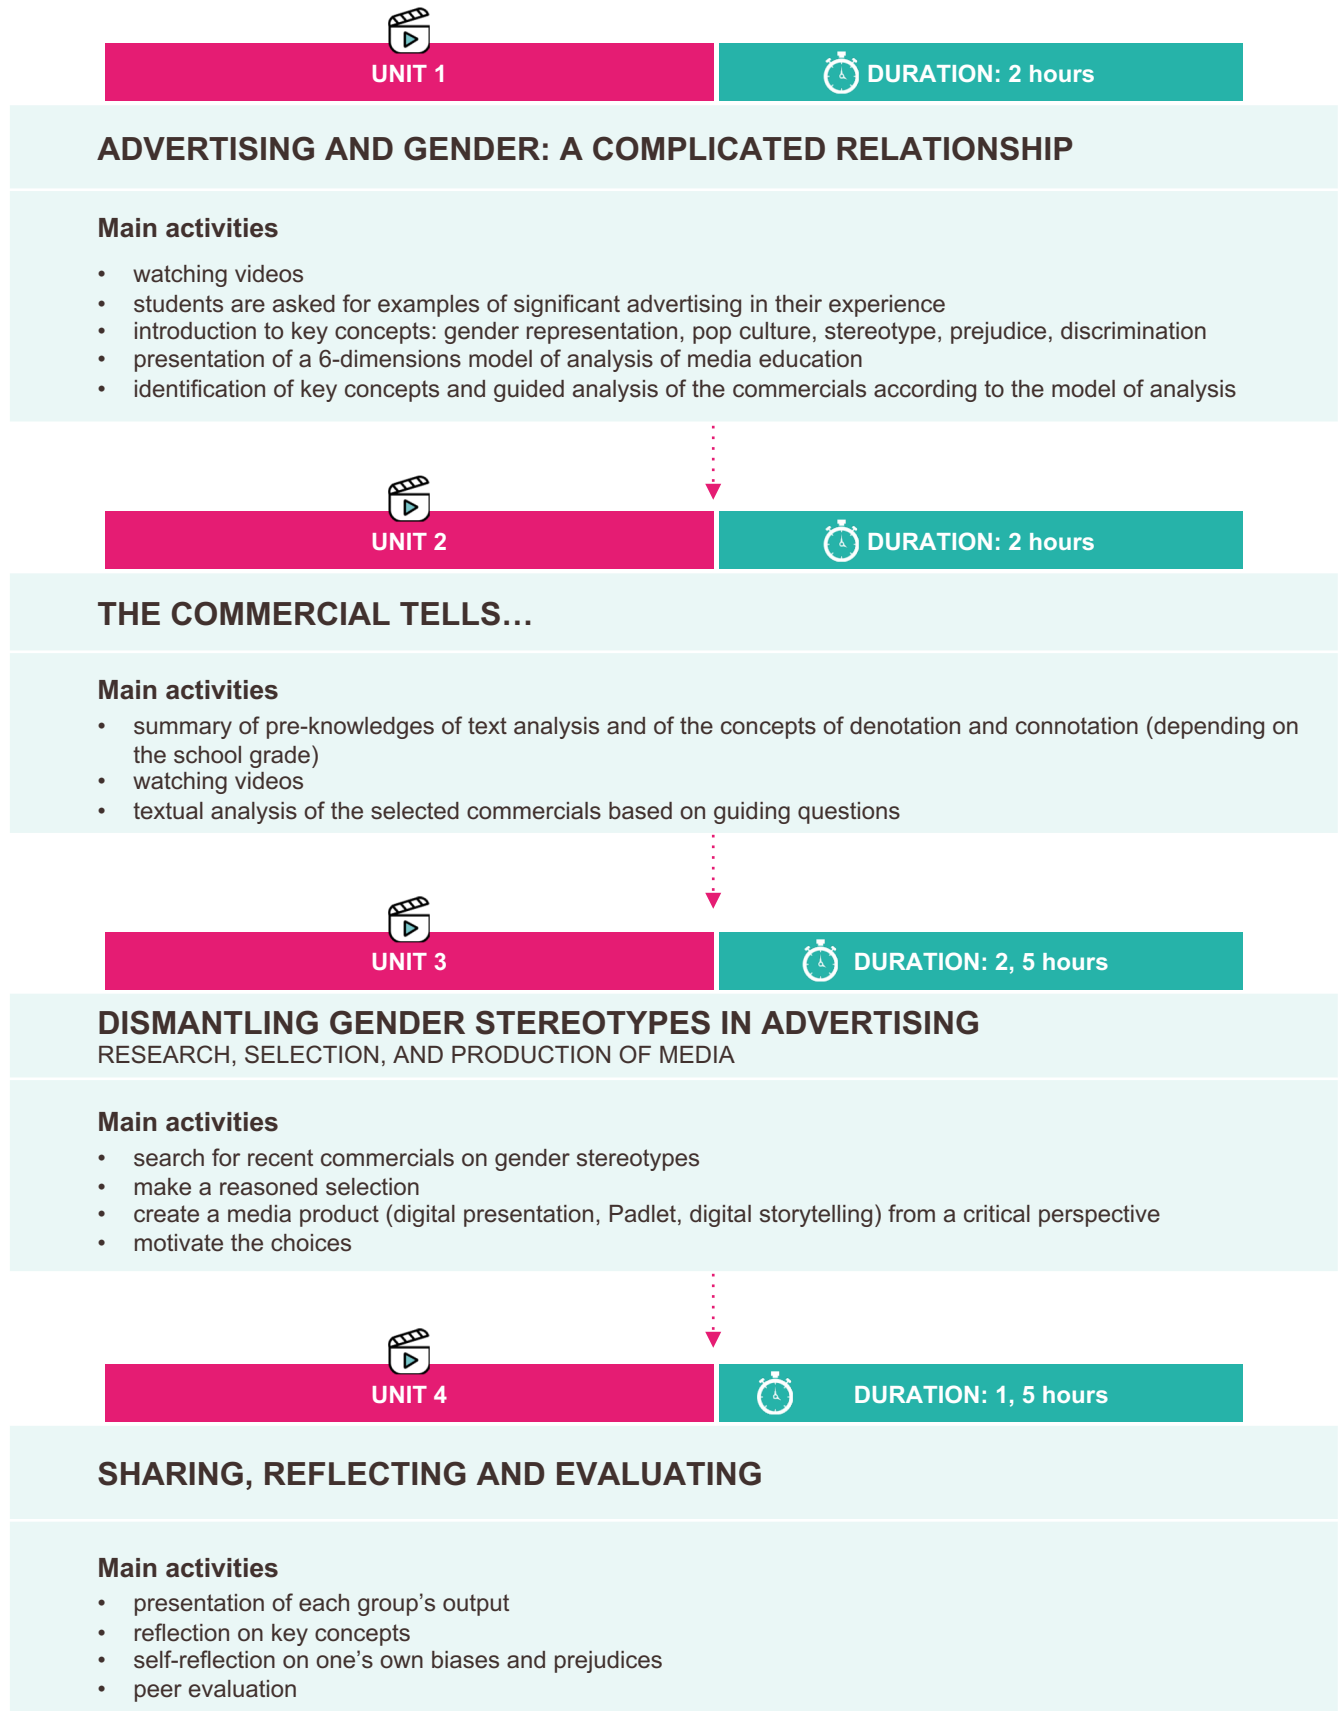 UNIT 1
DURATION: 2 hours
ADVERTISING AND GENDER: A COMPLICATED RELATIONSHIP
Main activities
• watching videos
• students are asked for examples of significant advertising in their experience
• introduction to key concepts: gender representation, pop culture, stereotype, prejudice, discrimination
• presentation of a 6-dimensions model of analysis of media education
• identification of key concepts and guided analysis of the commercials according to the model of analysis
UNIT 2
DURATION: 2 hours
THE COMMERCIAL TELLS…
Main activities
• summary of pre-knowledges of text analysis and of the concepts of denotation and connotation (depending on
the school grade)
• watching videos
• textual analysis of the selected commercials based on guiding questions
UNIT 3
DURATION: 2, 5 hours
DISMANTLING GENDER STEREOTYPES IN ADVERTISING
RESEARCH, SELECTION, AND PRODUCTION OF MEDIA
Main activities
• search for recent commercials on gender stereotypes
• make a reasoned selection
• create a media product (digital presentation, Padlet, digital storytelling) from a critical perspective
• motivate the choices
UNIT 4
DURATION: 1, 5 hours
SHARING, REFLECTING AND EVALUATING
Main activities
• presentation of each group’s output
• reflection on key concepts
• self-reflection on one’s own biases and prejudices
• peer evaluation